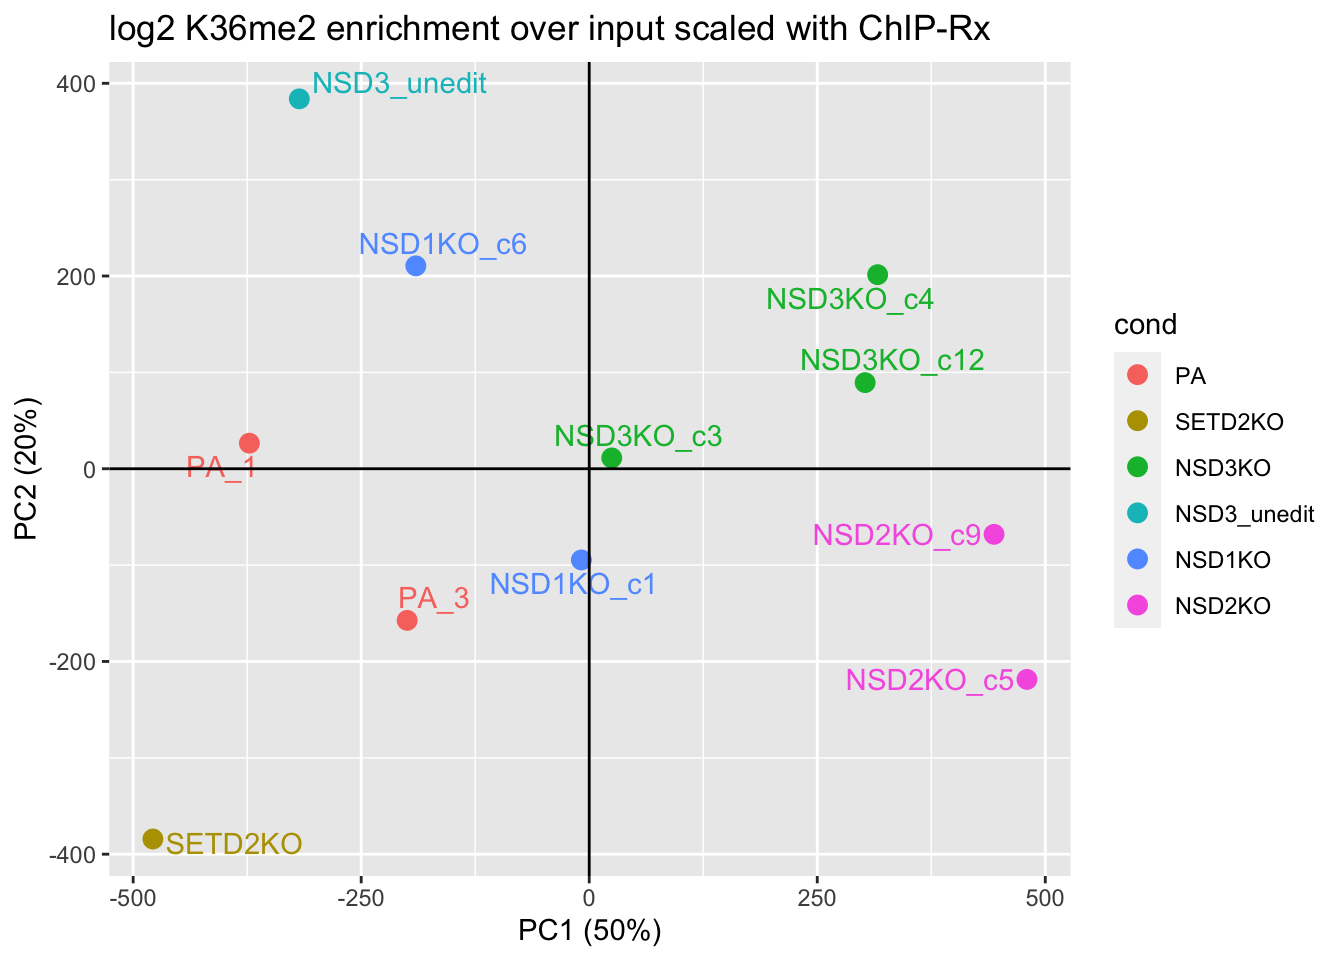 log2 K36me2 enrichment over input scaled with ChIP-Rx
NSD3_unedit
NSD1KO_c6
NSD3KO_c4
NSD3KO_c12
NSD3KO_c3
PA_1
NSD2KO_c9
NSD1KO_c1
PA_3
NSD2KO_c5
SETD2KO
400
200
0
-200
-400
PC2 (20%)
-500
-250
0
250
500
PC1 (50%)
cond
PA
SETD2KO
NSD3KO
NSD3_unedit
NSD1KO
NSD2KO